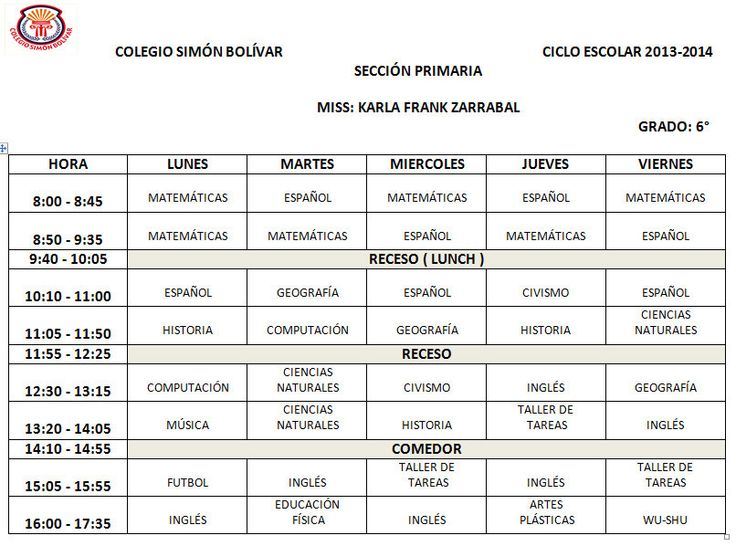 COLEGIO SIMÓN BOLÍVAR
COLEGIO SIMÓN BOLÍVAR CICLO ESCOLAR 2013-2014
SECCIÓN PRIMARIA
MISS: KARLA FRANK ZARRABAL
GRADO: 6°
HORA LUNES MARTES MIERCOLES JUEVES VIERNES
8:00 - 8:45 MATEMÁTICAS ESPAÑOL MATEMÁTICAS ESPAÑOL MATEMÁTICAS
8:50 - 9:35 MATEMÁTICAS MATEMÁTICAS ESPAÑOL MATEMÁTICAS ESPAÑOL
9:40 - 10:05 RECESO ( LUNCH )
10:10 - 11:00 ESPAÑOL GEOGRAFÍA ESPAÑOL CIVISMO ESPAÑOL
11:05 - 11:50 HISTORIA COMPUTACIÓN GEOGRAFÍA HISTORIA CIENCIAS NATURALES
11:55 - 12:25 RECESO
12:30 - 13:15 COMPUTACIÓN CIENCIAS NATURALES CIVISMO INGLÉS GEOGRAFÍA
13:20 - 14:05 MÚSICA CIENCIAS NATURALES HISTORIA TALLER DE TAREAS INGLÉS
14:10 - 14:55 COMEDOR
15:05 - 15:55 FUTBOL INGLÉS TALLER DE TAREAS INGLÉS TALLER DE TAREAS
16:00 - 17:35 INGLÉS EDUCACIÓN FÍSICA INGLÉS ARTES PLÁSTICAS WU-SHU